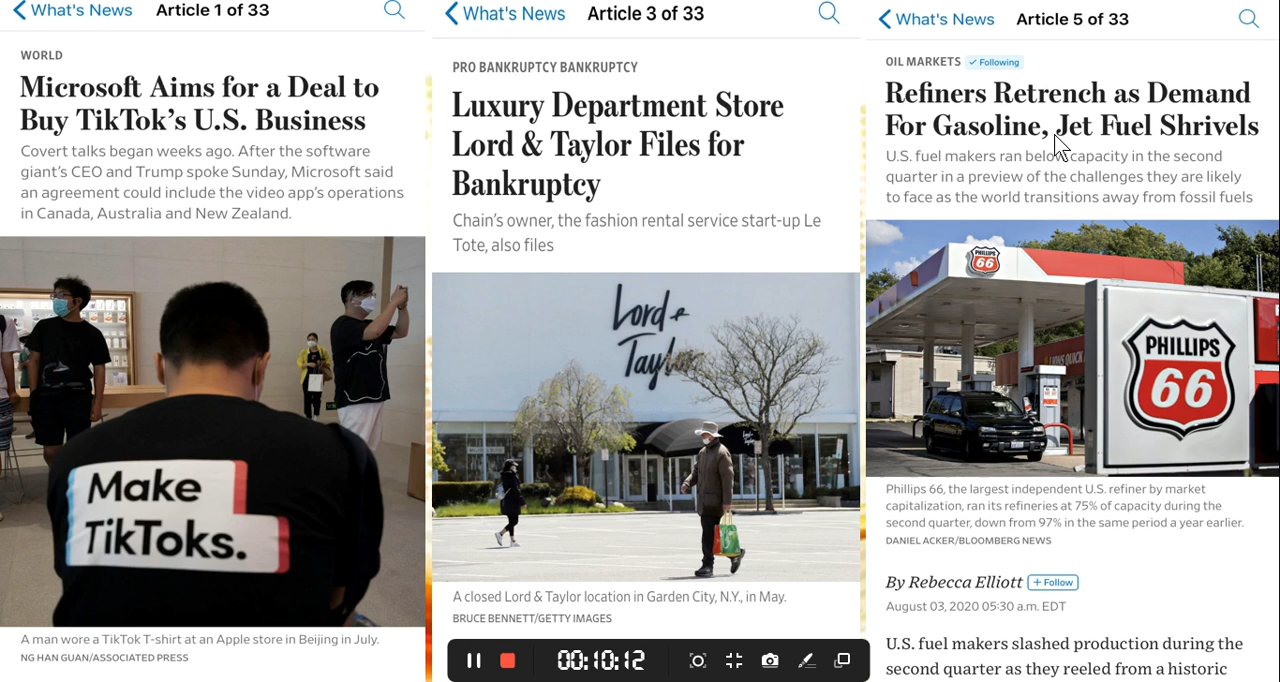 What's News
Article 1 of 33
WORLD
Microsoft Aims for a Deal to
Buy TikTok's U.S. Business
Covert talks began weeks ago. After the software
giant's CEO and Trump spoke Sunday, Microsoft said
an agreement could include the video app's operations
in Canada, Australia and New Zealand.
Make
TikToks.
A man wore a TikTok T-shirt at an Apple store in Beijing in July.
NG HAN GUAN/ASSOCIATED PRESS
What's News
Article 3 of 33
PRO BANKRUPTCY BANKRUPTCY
Luxury Department Store
Lord & Taylor Files for
Bankruptcy
Chain's owner, the fashion rental service start-up Le
Tote, also files
Lord &
Taylor
A closed Lord & Taylor location in Garden City, N.Y., in May.
BRUCE BENNETT/GETTY IMAGES
00:10:12
What's News
Article 5 of 33
OIL MARKETS ✓ Following
Refiners Retrench as Demand
For Gasoline, Jet Fuel Shrivels
U.S. fuel makers ran below capacity in the second
quarter in a preview of the challenges they are likely
to face as the world transitions away from fossil fuels
PHILLIPS
66
PHILLIPS
66
Phillips 66, the largest independent U.S. refiner by market
capitalization, ran its refineries at 75% of capacity during the
second quarter, down from 97% in the same period a year earlier.
DANIEL ACKER/BLOOMBERG NEWS
By Rebecca Elliott + Follow
August 03, 2020 05:30 a.m. EDT
U.S. fuel makers slashed production during the
second quarter as they reeled from a historic